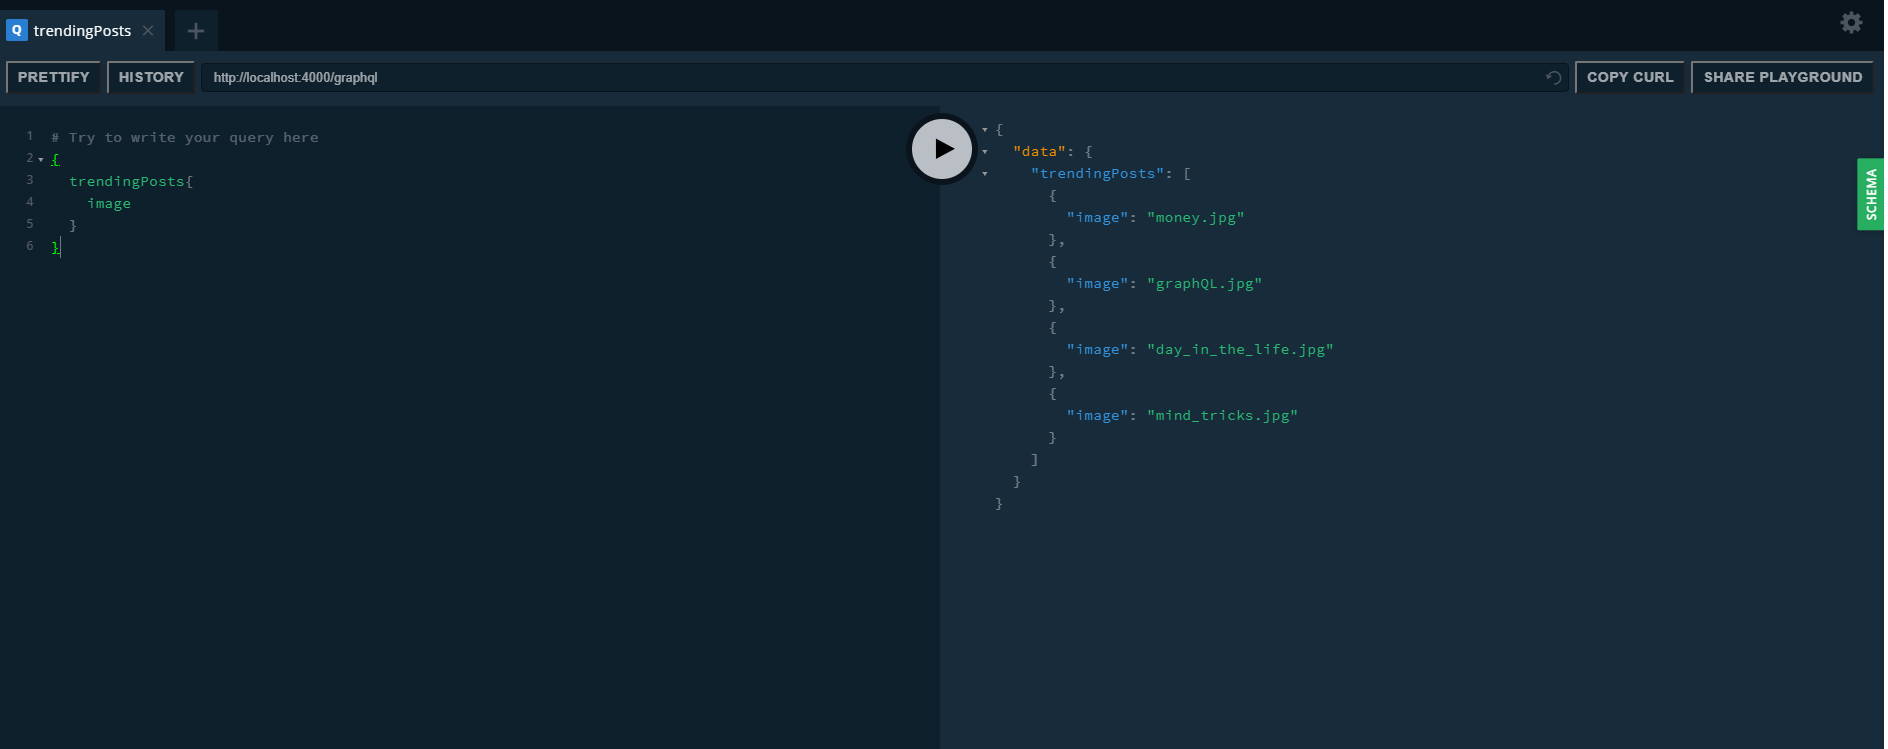 Q trendingPosts
PRETTIFY HISTORY http://localhost:4000/graphql COPY CURL SHARE PLAYGROUND
1 # Try to write your query here
2 {
3 trendingPosts{
4 image
5 }
6 }
{
"data": {
"trendingPosts": [
{
"image": "money.jpg"
},
{
"image": "graphQL.jpg"
},
{
"image": "day_in_the_life.jpg"
},
{
"image": "mind_tricks.jpg"
}
]
}
}
SCHEMA